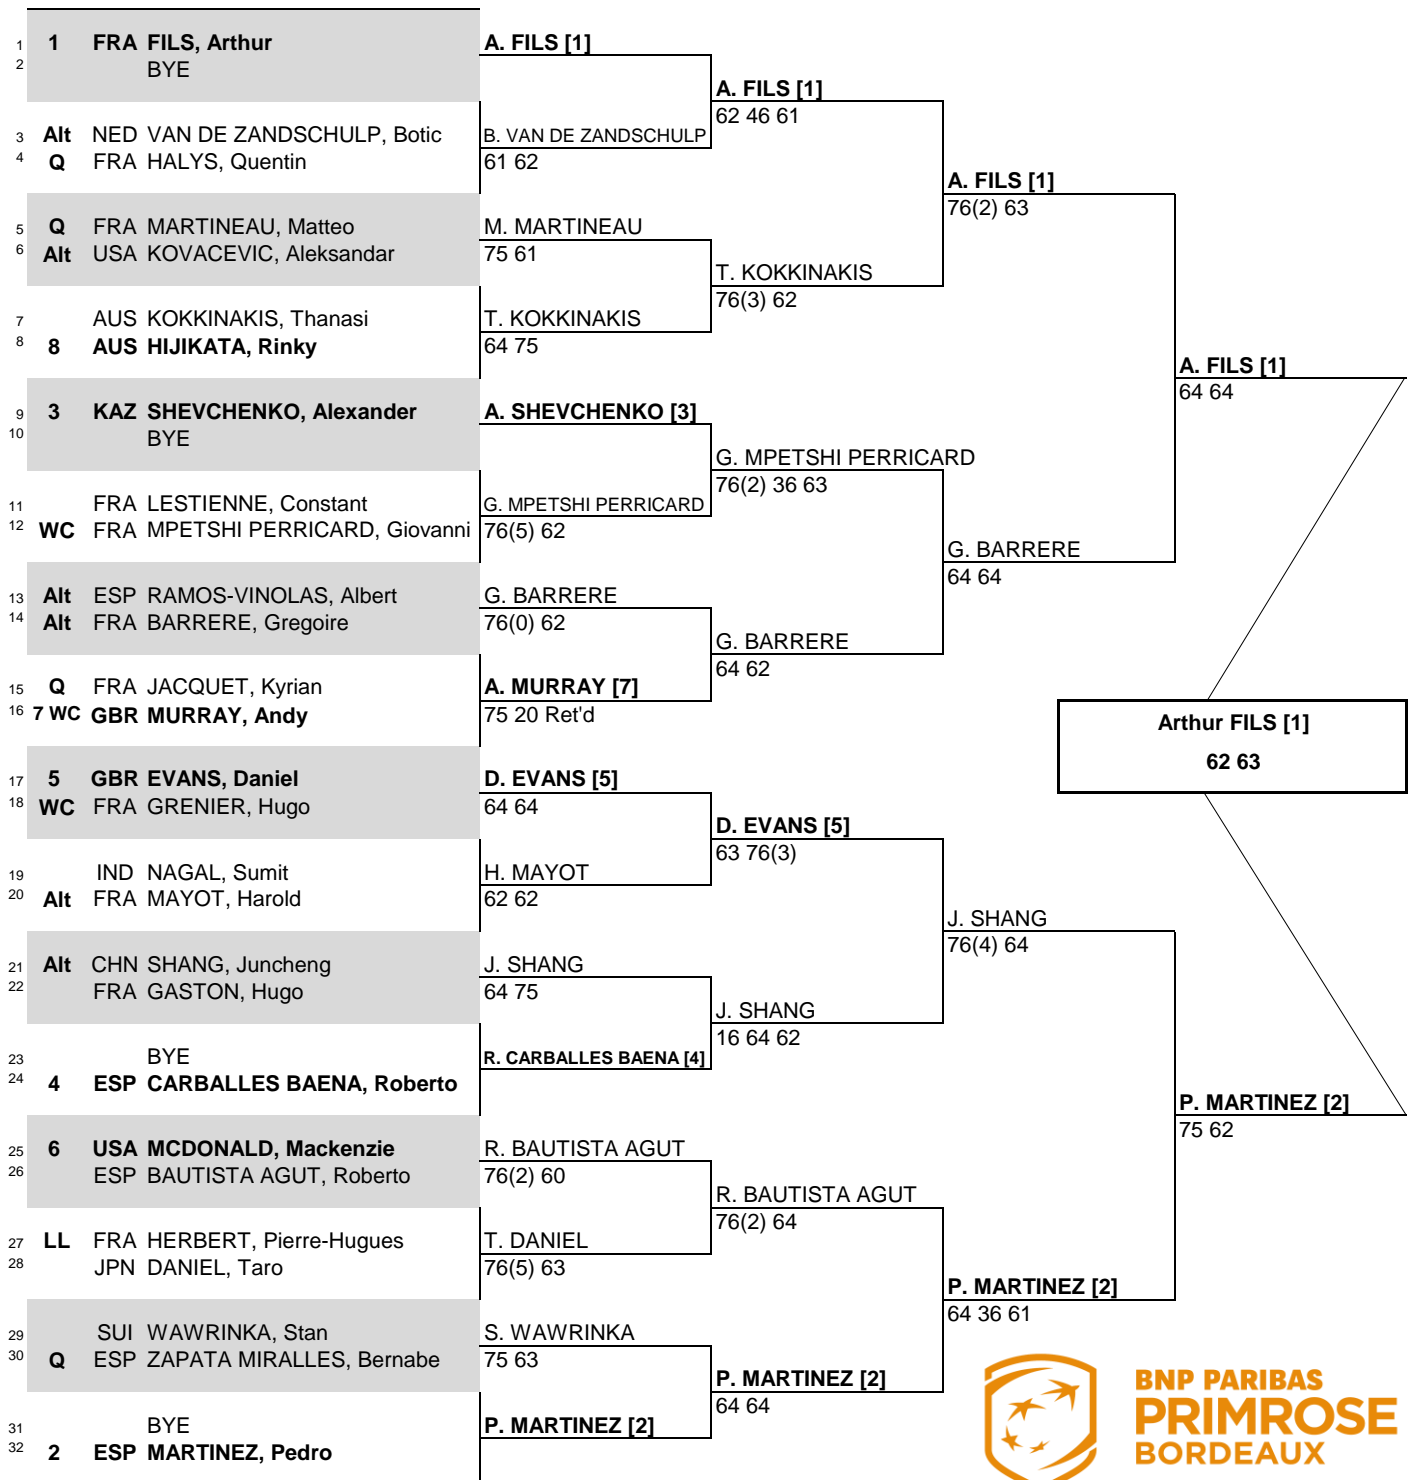 1 1 FRA FILS, Arthur
2 BYE
3 Alt NED VAN DE ZANDSCHULP, Botic
4 Q FRA HALYS, Quentin
5 Q FRA MARTINEAU, Matteo
6 Alt USA KOVACEVIC, Aleksandar
7 AUS KOKKINAKIS, Thanasi
8 8 AUS HIJIKATA, Rinky
9 3 KAZ SHEVCHENKO, Alexander
10 BYE
11 FRA LESTIENNE, Constant
12 WC FRA MPETSHI PERRICARD, Giovanni
13 Alt ESP RAMOS-VINOLAS, Albert
14 Alt FRA BARRERE, Gregoire
15 Q FRA JACQUET, Kyrian
16 7 WC GBR MURRAY, Andy
17 5 GBR EVANS, Daniel
18 WC FRA GRENIER, Hugo
19 IND NAGAL, Sumit
20 Alt FRA MAYOT, Harold
21 Alt CHN SHANG, Juncheng
22 FRA GASTON, Hugo
23 BYE
24 4 ESP CARBALLES BAENA, Roberto
25 6 USA MCDONALD, Mackenzie
26 ESP BAUTISTA AGUT, Roberto
27 LL FRA HERBERT, Pierre-Hugues
28 JPN DANIEL, Taro
29 SUI WAWRINKA, Stan
30 Q ESP ZAPATA MIRALLES, Bernabe
31 BYE
32 2 ESP MARTINEZ, Pedro
A. FILS [1]
B. VAN DE ZANDSCHULP
61 62
M. MARTINEAU
75 61
T. KOKKINAKIS
64 75
A. SHEVCHENKO [3]
G. MPETSHI PERRICARD
76(5) 62
G. BARRERE
76(0) 62
A. MURRAY [7]
75 20 Ret'd
D. EVANS [5]
64 64
H. MAYOT
62 62
J. SHANG
64 75
R. CARBALLES BAENA [4]
R. BAUTISTA AGUT
76(2) 60
T. DANIEL
76(5) 63
S. WAWRINKA
75 63
P. MARTINEZ [2]
A. FILS [1]
62 46 61
T. KOKKINAKIS
76(3) 62
G. MPETSHI PERRICARD
76(2) 36 63
G. BARRERE
64 62
D. EVANS [5]
63 76(3)
J. SHANG
16 64 62
R. BAUTISTA AGUT
76(2) 64
P. MARTINEZ [2]
64 64
A. FILS [1]
76(2) 63
G. BARRERE
64 64
J. SHANG
76(4) 64
P. MARTINEZ [2]
64 36 61
A. FILS [1]
64 64
P. MARTINEZ [2]
75 62
Arthur FILS [1]
62 63
BNP PARIBAS
PRIMROSE
BORDEAUX